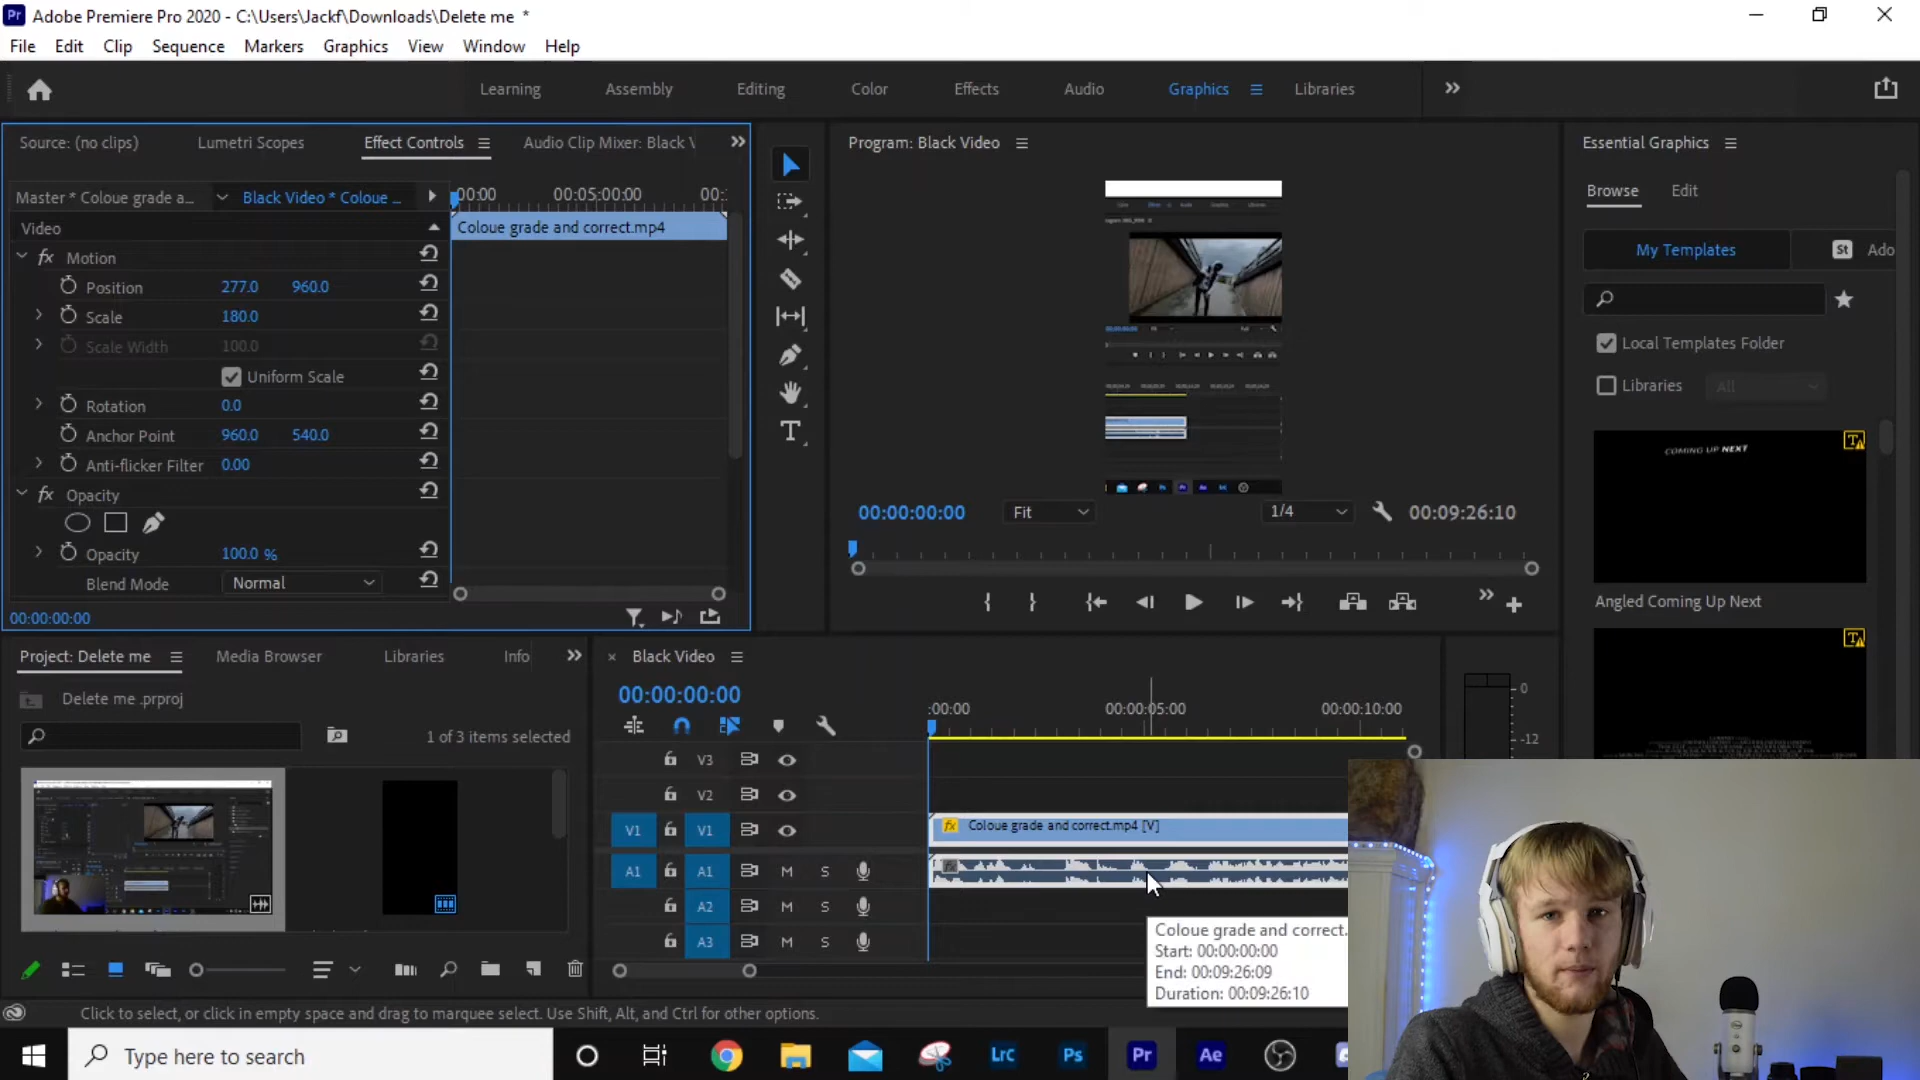 Adobe Premiere Pro 2020 - C:\Users\Jackf\Downloads\Delete me *
File Edit Clip Sequence Markers Graphics View Window Help
Learning Assembly Editing Color Effects Audio Graphics Libraries
Source: (no clips) Lumetri Scopes Effect Controls Audio Clip Mixer: Black V
Program: Black Video
Essential Graphics
Browse Edit
Master * Coloue grade a... Black Video * Coloue ...
:00:00 00:05:00:00 00:
Video
Coloue grade and correct.mp4
fx Motion
Position 277.0 960.0
Scale 180.0
Scale Width 100.0
Uniform Scale
Rotation 0.0
Anchor Point 960.0 540.0
Anti-flicker Filter 0.00
fx Opacity
Opacity 100.0 %
Blend Mode Normal
00:00:00:00
00:00:00:00 Fit 1/4 00:09:26:10
My Templates St Ado
Local Templates Folder
Libraries All
COMING UP NEXT
Angled Coming Up Next
Project: Delete me Media Browser Libraries Info
Delete me .prproj
1 of 3 items selected
Black Video
00:00:00:00
:00:00 00:00:05:00 00:00:10:00
V3
V2
V1 V1
fx Coloue grade and correct.mp4 [V]
A1 A1 M S
A2 M S
A3 M S
0
-12
Coloue grade and correct.
Start: 00:00:00:00
End: 00:09:26:09
Duration: 00:09:26:10
Click to select, or click in empty space and drag to marquee select. Use Shift, Alt, and Ctrl for other options.
Type here to search
LrC Ps Pr Ae